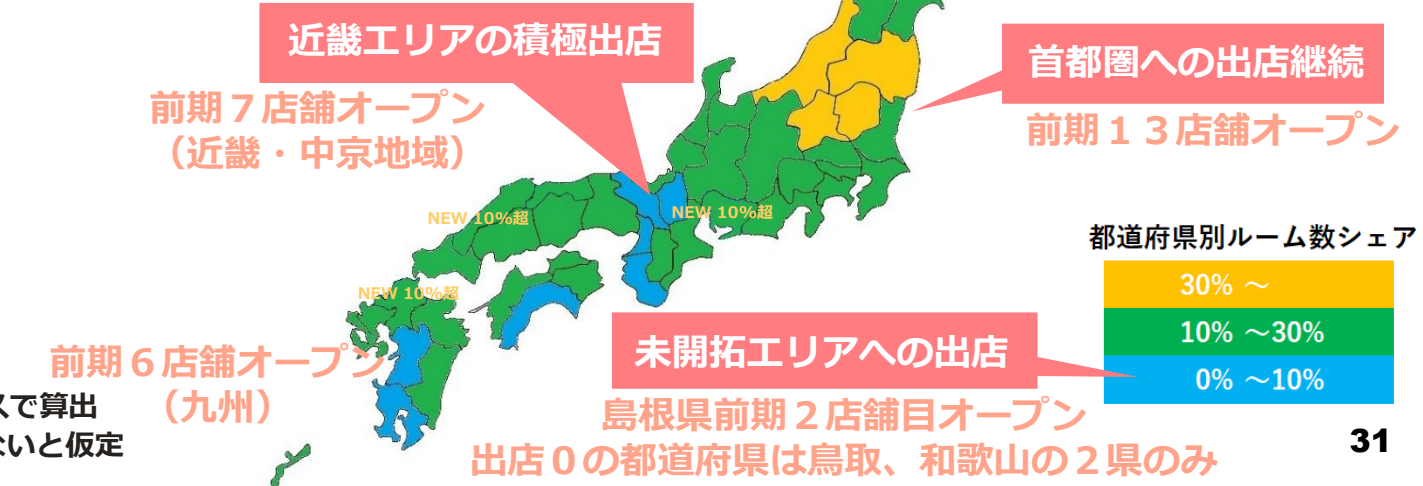 近畿エリアの積極出店
前期７店舗オープン
（近畿・中京地域）
首都圏への出店継続
前期１３店舗オープン
NEW 10%超
NEW 10%超
NEW 10%超
都道府県別ルーム数シェア
30% ～
10% ～30%
0% ～10%
前期６店舗オープン
（九州）
未開拓エリアへの出店
島根県前期２店舗目オープン
出店０の都道府県は鳥取、和歌山の２県のみ
スで算出
ないと仮定
31